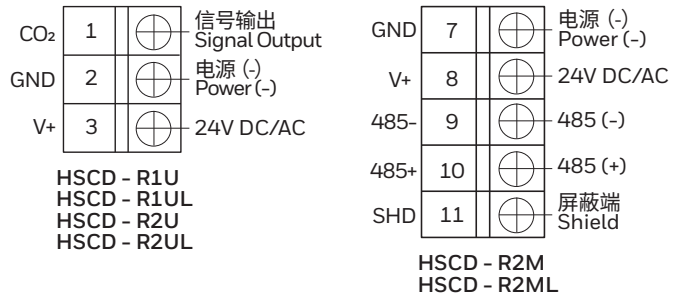 CO₂ 1 信号输出
Signal Output
GND 2 电源 (-)
Power (-)
V+ 3 24V DC/AC
HSCD - R1U
HSCD - R1UL
HSCD - R2U
HSCD - R2UL
GND 7 电源 (-)
Power (-)
V+ 8 24V DC/AC
485- 9 485 (-)
485+ 10 485 (+)
SHD 11 屏蔽端
Shield
HSCD - R2M
HSCD - R2ML